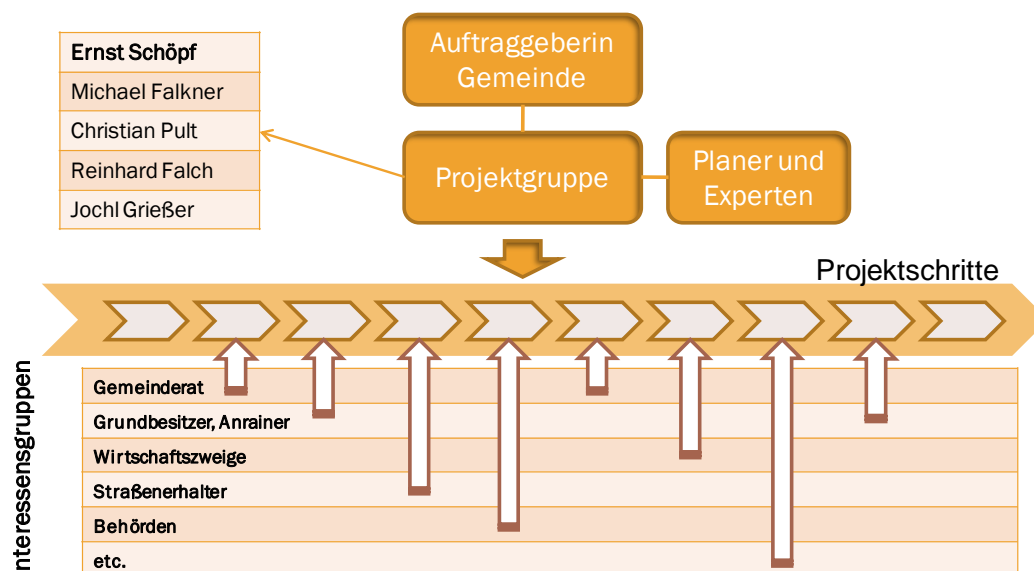 Ernst Schöpf
Michael Falkner
Christian Pult
Reinhard Falch
Jochl Grießer
Auftraggeberin
Gemeinde
Projektgruppe
Planer und
Experten
Projektschritte
nteressensgruppen
Gemeinderat
Grundbesitzer, Anrainer
Wirtschaftszweige
Straßenerhalter
Behörden
etc.